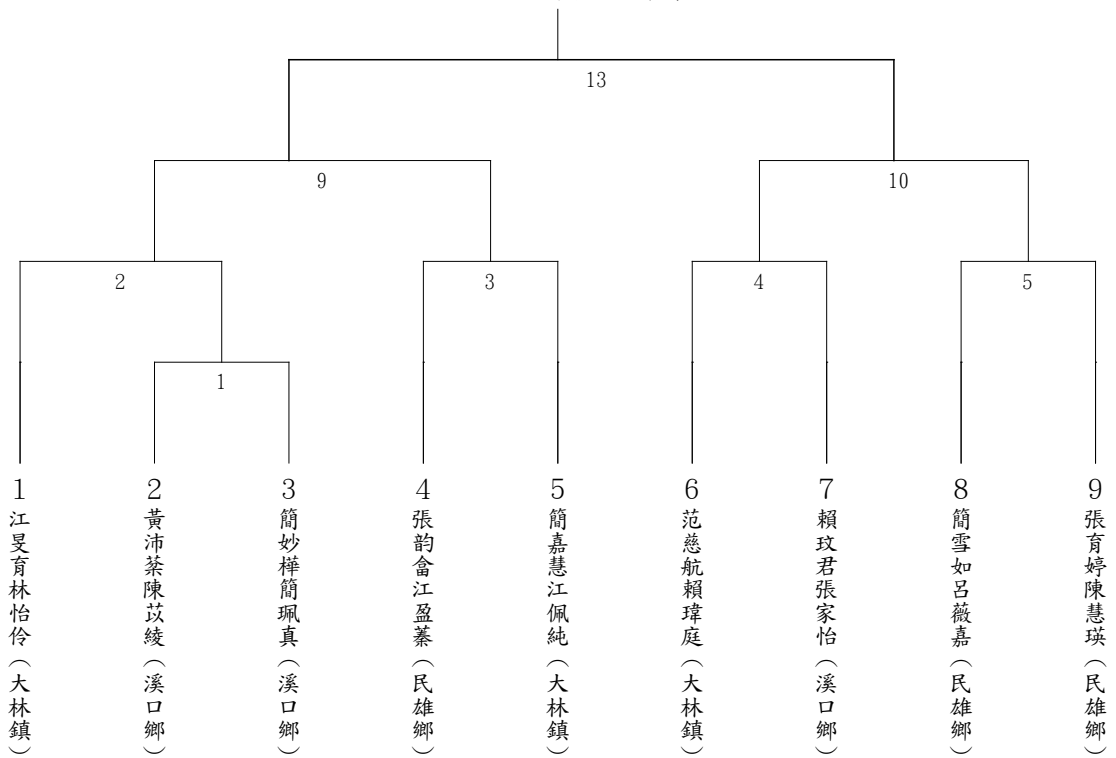 13
9
10
2
3
4
5
1
1 江旻育林怡伶（大林鎮）
2 黃沛棻陳苡綾（溪口鄉）
3 簡妙樺簡珮真（溪口鄉）
4 張韵畲江盈蓁（民雄鄉）
5 簡嘉慧江佩純（大林鎮）
6 范慈航賴瑋庭（大林鎮）
7 賴玟君張家怡（溪口鄉）
8 簡雪如呂薇嘉（民雄鄉）
9 張育婷陳慧瑛（民雄鄉）